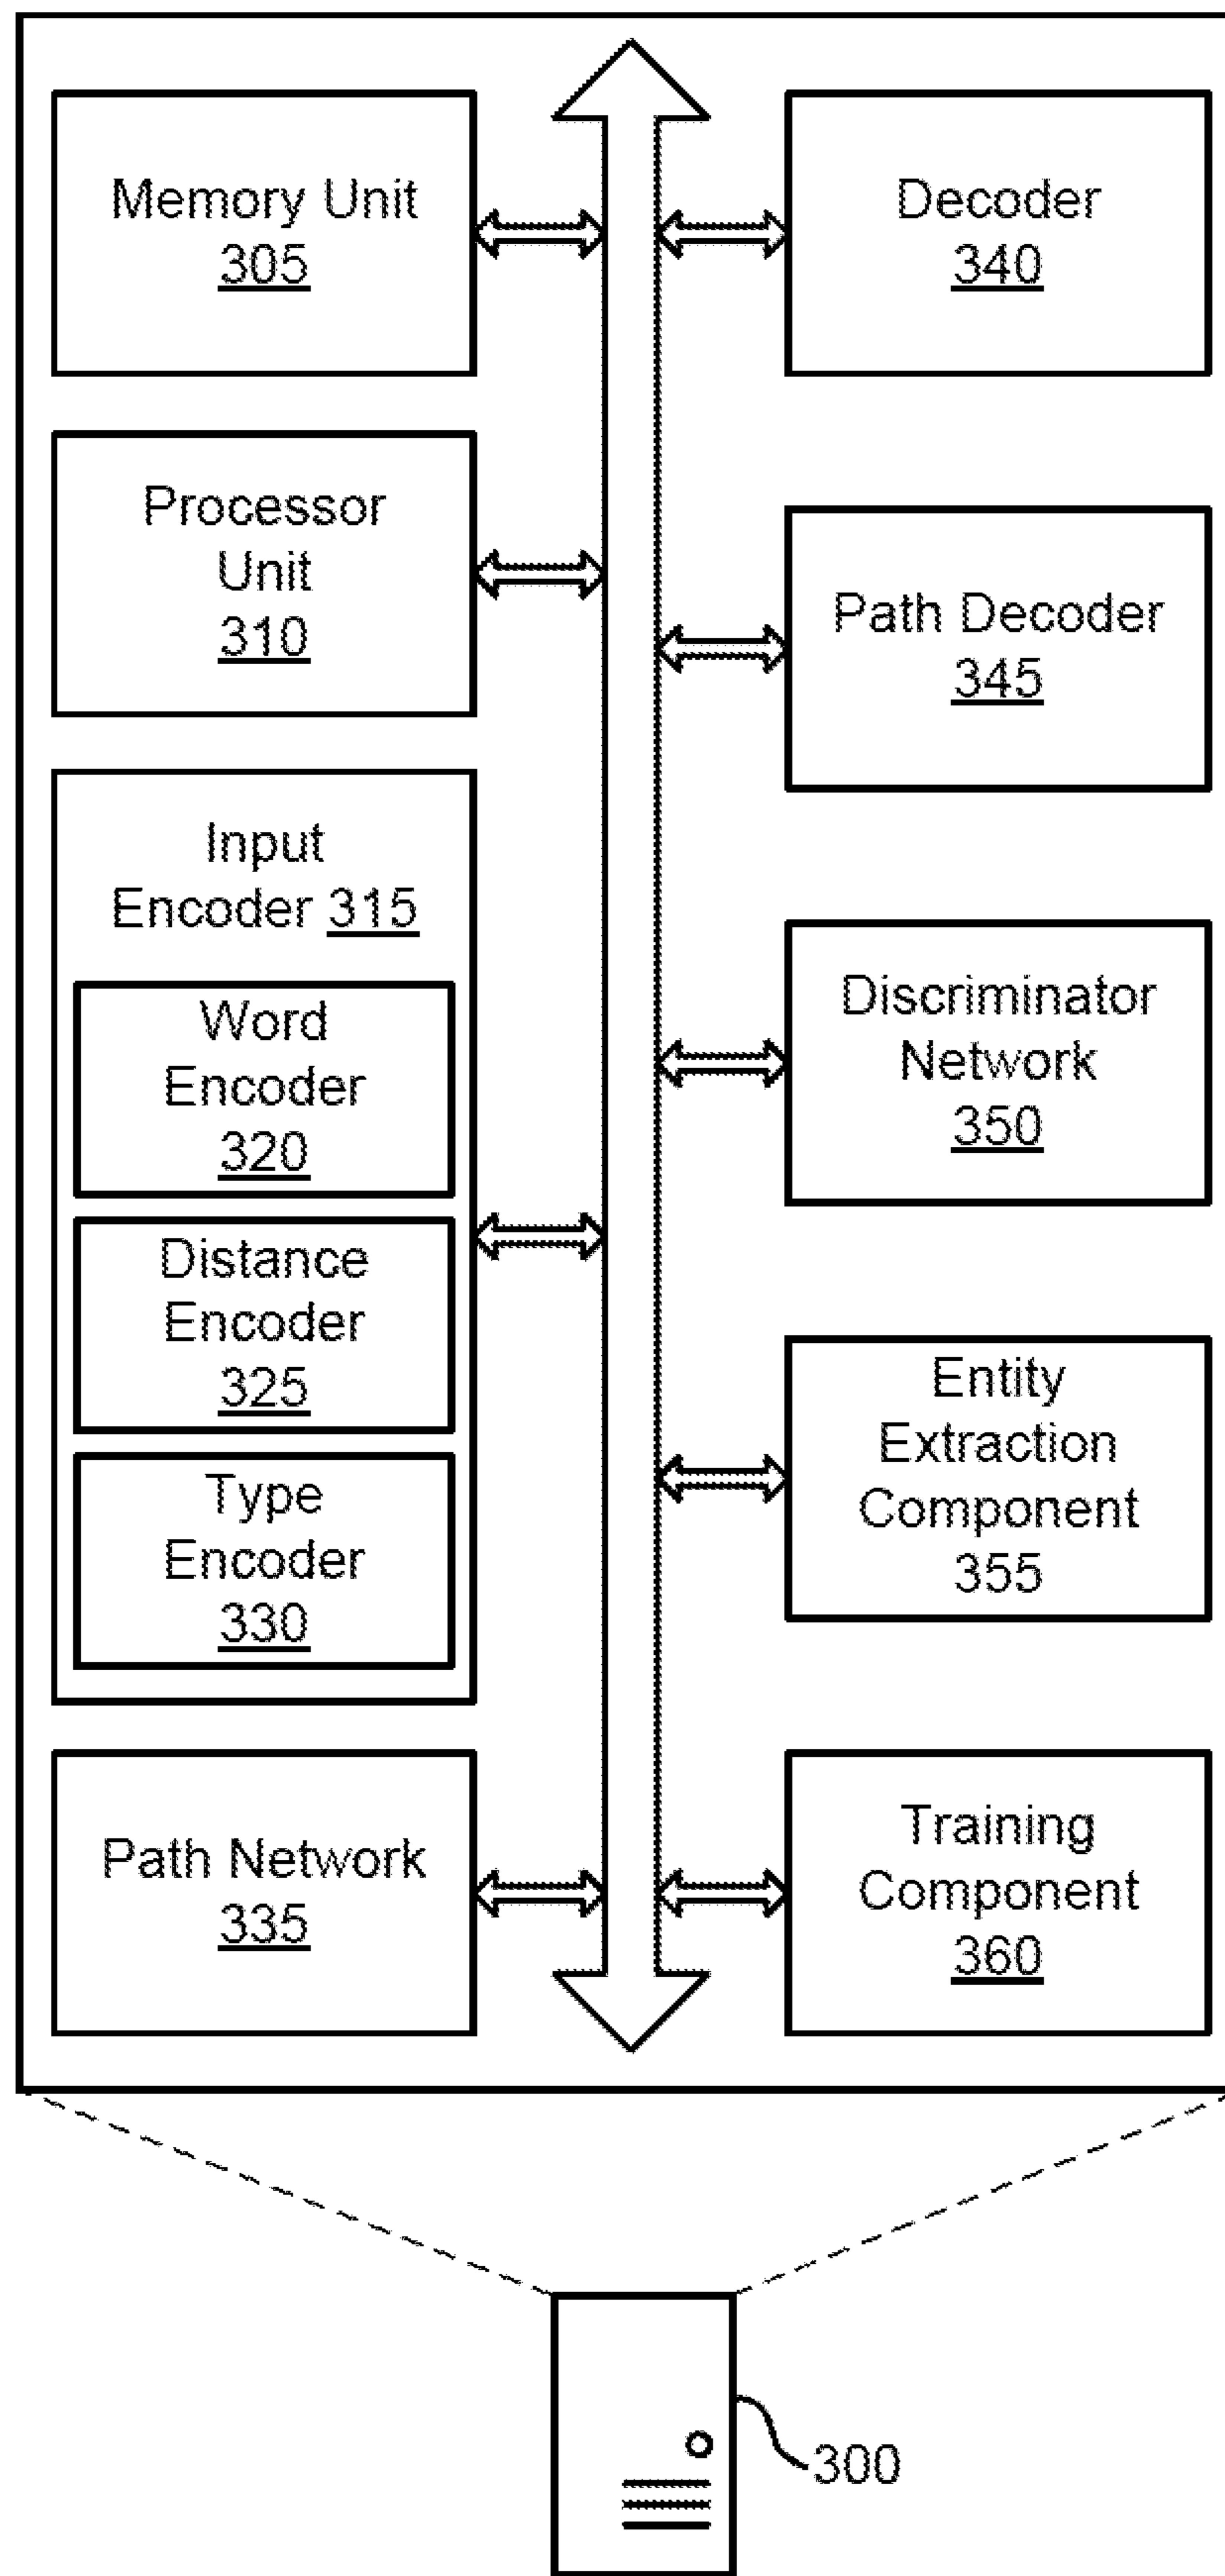 Memory Unit
305
Processor
Unit
310
Input
Encoder 315
Word
Encoder
320
Distance
Encoder
325
Type
Encoder
330
Path Network
335
Decoder
340
Path Decoder
345
Discriminator
Network
350
Entity
Extraction
Component
355
Training
Component
360
300